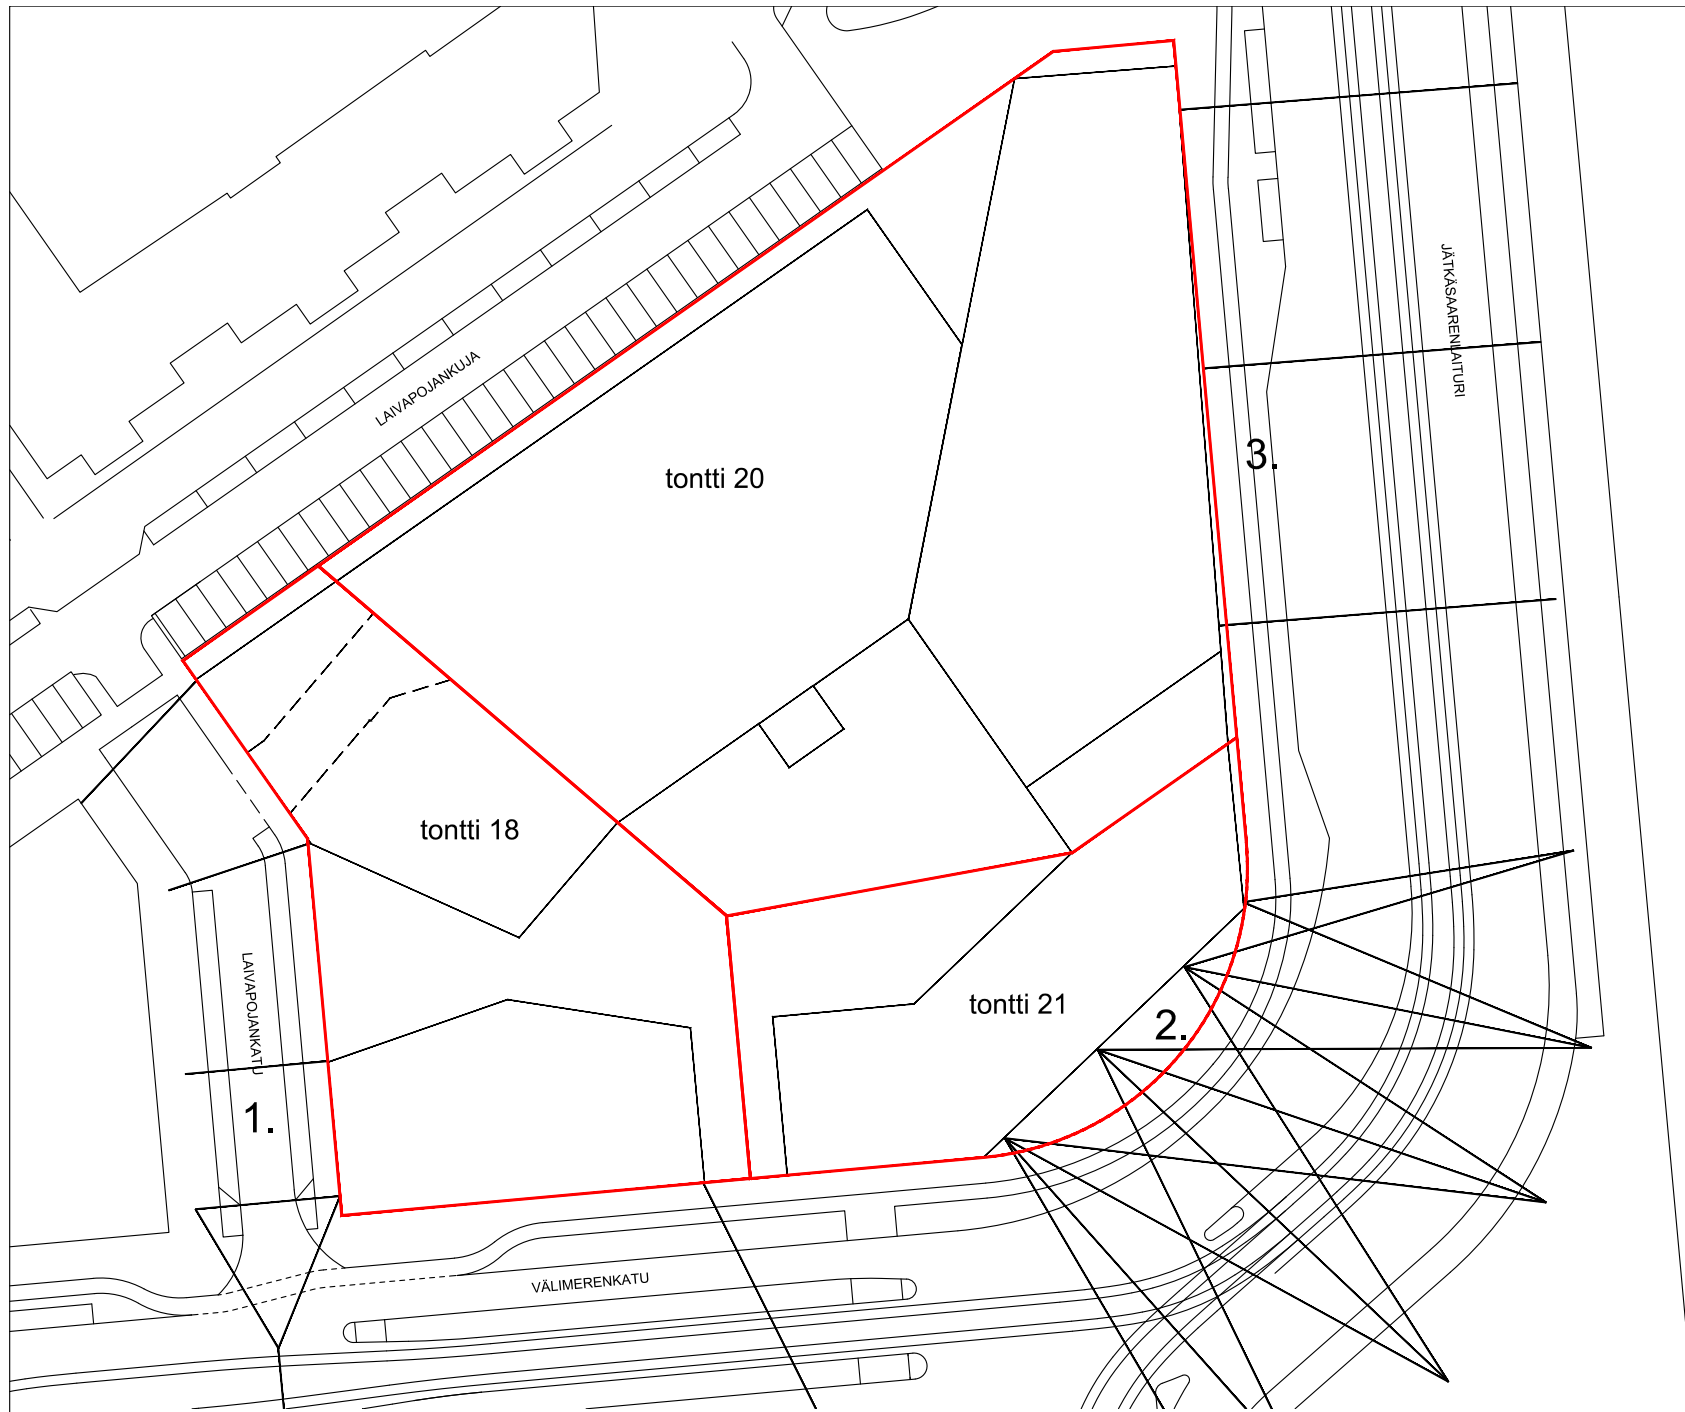 JÄTKÄSAARENLAITURI
LAIVAPOJANKUJA
3.
tontti 20
tontti 18
LAIVAPOJANKATU
tontti 21
2.
1.
VÄLIMERENKATU